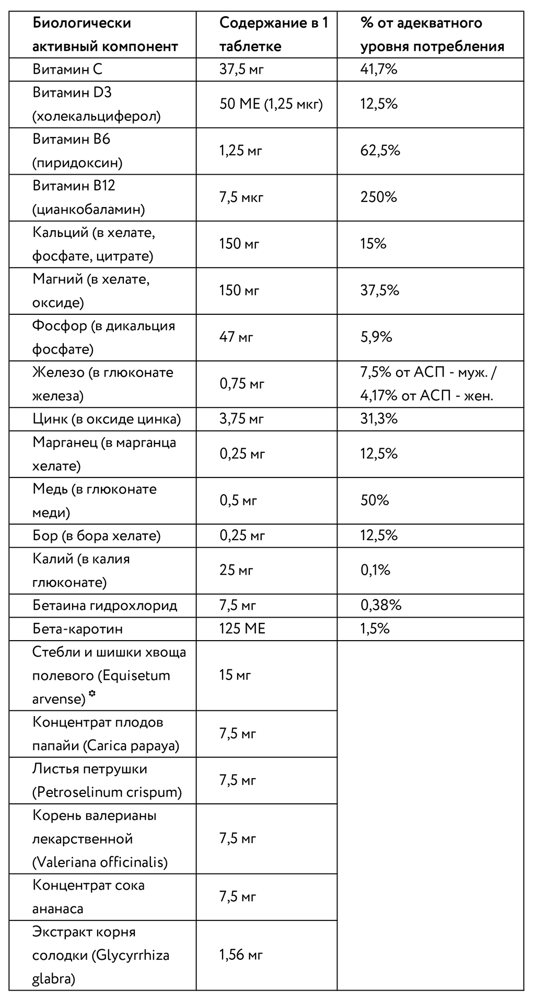 Биологически
активный компонент
Содержание в 1
таблетке
% от адекватного
уровня потребления
Витамин С
37,5 мг
41,7%
Витамин D3
(холекальциферол)
50 МЕ (1,25 мкг)
12,5%
Витамин В6
(пиридоксин)
1,25 мг
62,5%
Витамин В12
(цианкобаламин)
7,5 мкг
250%
Кальций (в хелате,
фосфате, цитрате)
150 мг
15%
Магний (в хелате,
оксиде)
150 мг
37,5%
Фосфор (в дикальция
фосфате)
47 мг
5,9%
Железо (в глюконате
железа)
0,75 мг
7,5% от АСП - муж. /
4,17% от АСП - жен.
Цинк (в оксиде цинка)
3,75 мг
31,3%
Марганец (в марганца
хелате)
0,25 мг
12,5%
Медь (в глюконате
меди)
0,5 мг
50%
Бор (в бора хелате)
0,25 мг
12,5%
Калий (в калия
глюконате)
25 мг
0,1%
Бетаина гидрохлорид
7,5 мг
0,38%
Бета-каротин
125 МЕ
1,5%
Стебли и шишки хвоща
полевого (Equisetum
arvense) *
15 мг
Концентрат плодов
папайи (Carica papaya)
7,5 мг
Листья петрушки
(Petroselinum crispum)
7,5 мг
Корень валерианы
лекарственной
(Valeriana officinalis)
7,5 мг
Концентрат сока
ананаса
7,5 мг
Экстракт корня
солодки (Glycyrrhiza
glabra)
1,56 мг